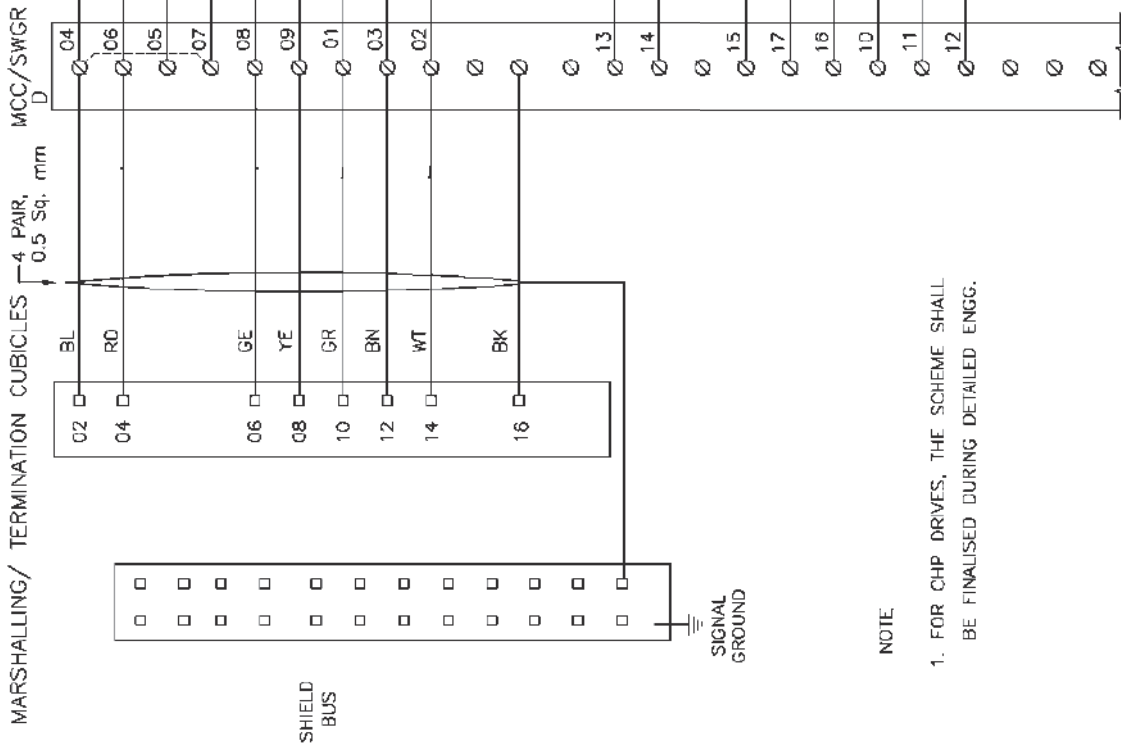 MARSHALLING/ TERMINATION CUBICLES
4 PAIR,
0.5 Sq. mm
MCC/SWGR
D
BL
RD
GE
YE
GR
BN
WT
BK
02
04
06
08
10
12
14
16
04
06
05
07
08
09
01
03
02
13
14
15
17
18
10
11
12
SHIELD
BUS
SIGNAL
GROUND
NOTE
1. FOR CHP DRIVES, THE SCHEME SHALL
BE FINALISED DURING DETAILED ENGG.